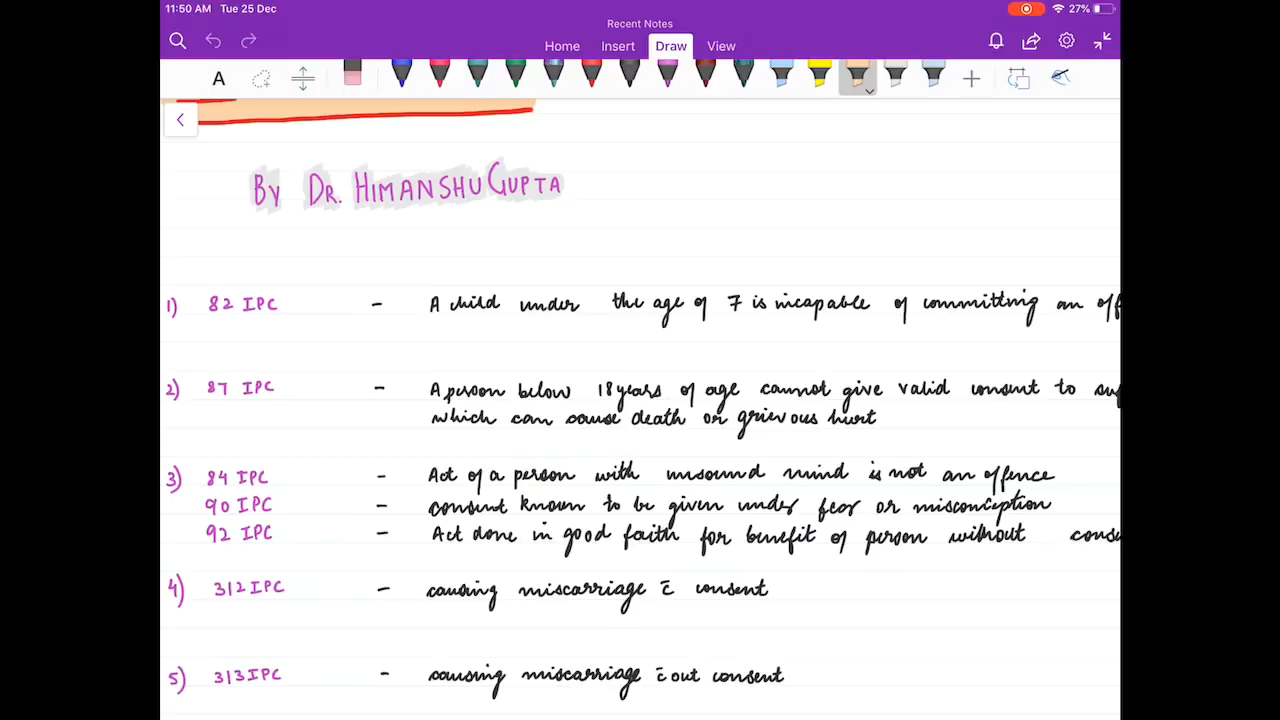 11:50 AM Tue 25 Dec
27%
Recent Notes
Home Insert Draw View
A
BY DR. HIMANSHU GUPTA
1) 82 IPC - A child under the age of 7 is incapable of committing an off
2) 87 IPC - A person below 18 years of age cannot give valid consent to suf
which can cause death or grievous hurt
3) 84 IPC - Act of a person with unsound mind is not an offence
90 IPC - consent known to be given under fear or misconception
92 IPC - Act done in good faith for benefit of person without conse
4) 312 IPC - causing miscarriage c̄ consent
5) 313 IPC - causing miscarriage c̄out consent